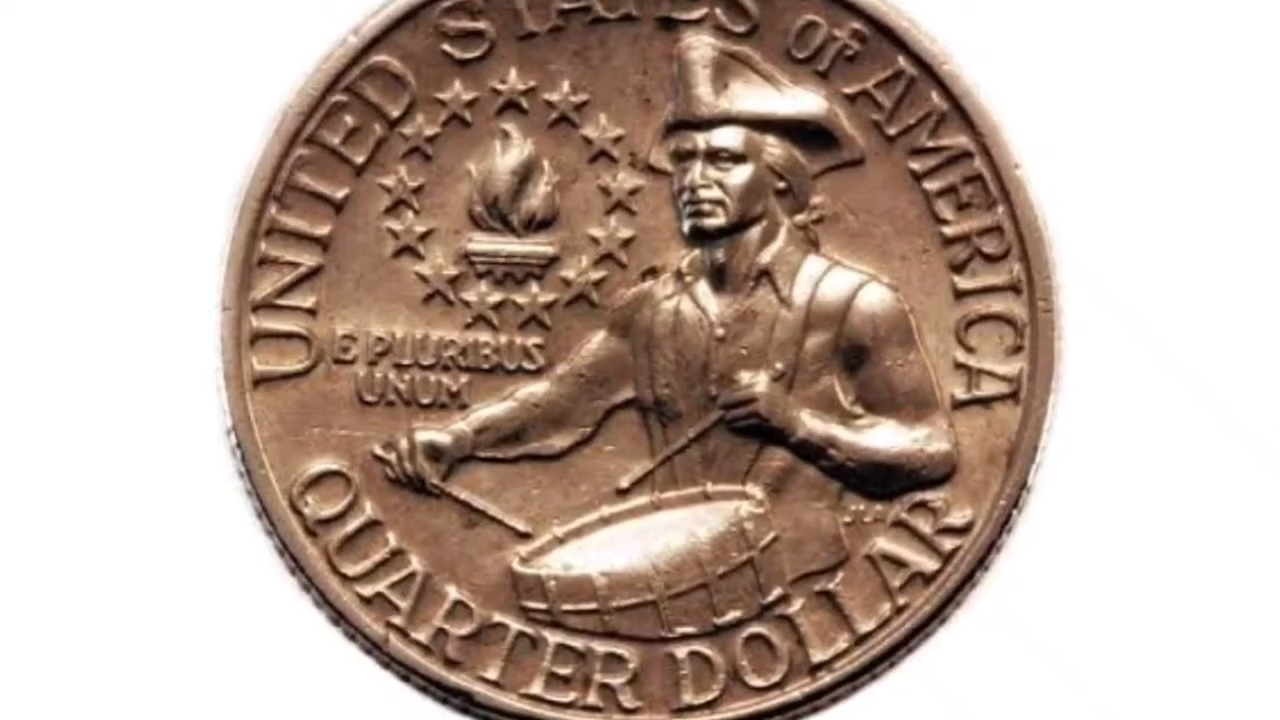 UNITED STATES of AMERICA
E PLURIBUS
UNUM
QUARTER DOLLAR